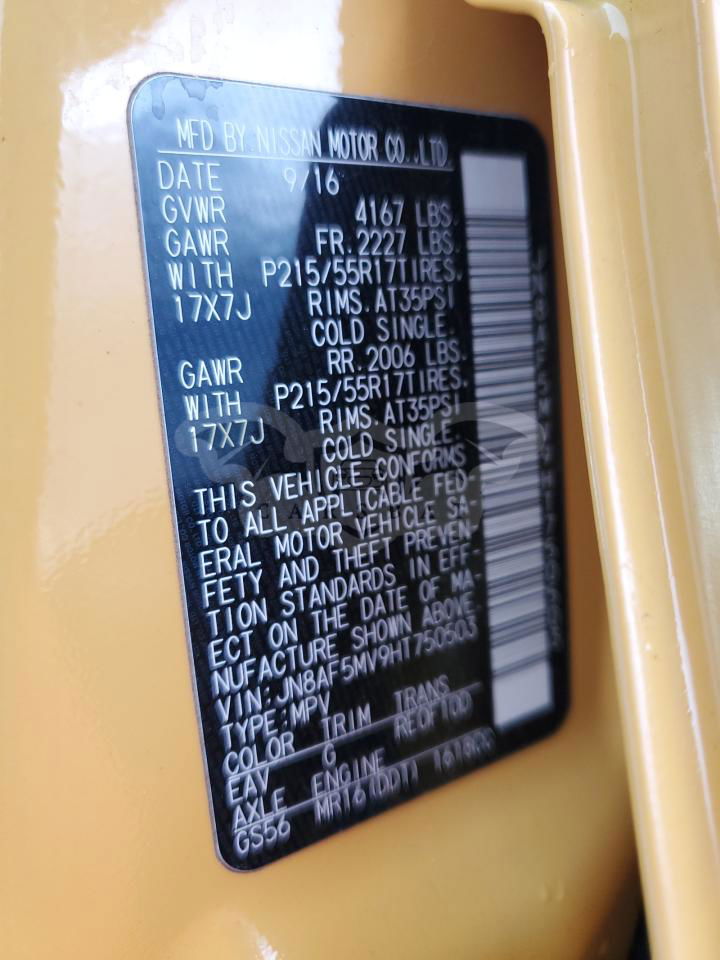 MFD BY NISSAN MOTOR CO.,LTD.
DATE 9/16
GVWR 4167 LBS.
GAWR FR.2227 LBS.
WITH P215/55R17TIRES.
17X7J RIMS.AT35PSI
COLD SINGLE.
GAWR RR.2006 LBS.
WITH P215/55R17TIRES.
17X7J RIMS.AT35PSI
COLD SINGLE.
THIS VEHICLE CONFORMS
TO ALL APPLICABLE FED-
ERAL MOTOR VEHICLE SA-
FETY AND THEFT PREVEN-
TION STANDARDS IN EFF-
ECT ON THE DATE OF MA-
NUFACTURE SHOWN ABOVE.
VIN:JN8AF5MV9HT750503
TYPE:MPV
COLOR TRIM TRANS
EAV G RE0F10D
AXLE ENGINE
GS56 MR16(DDT)